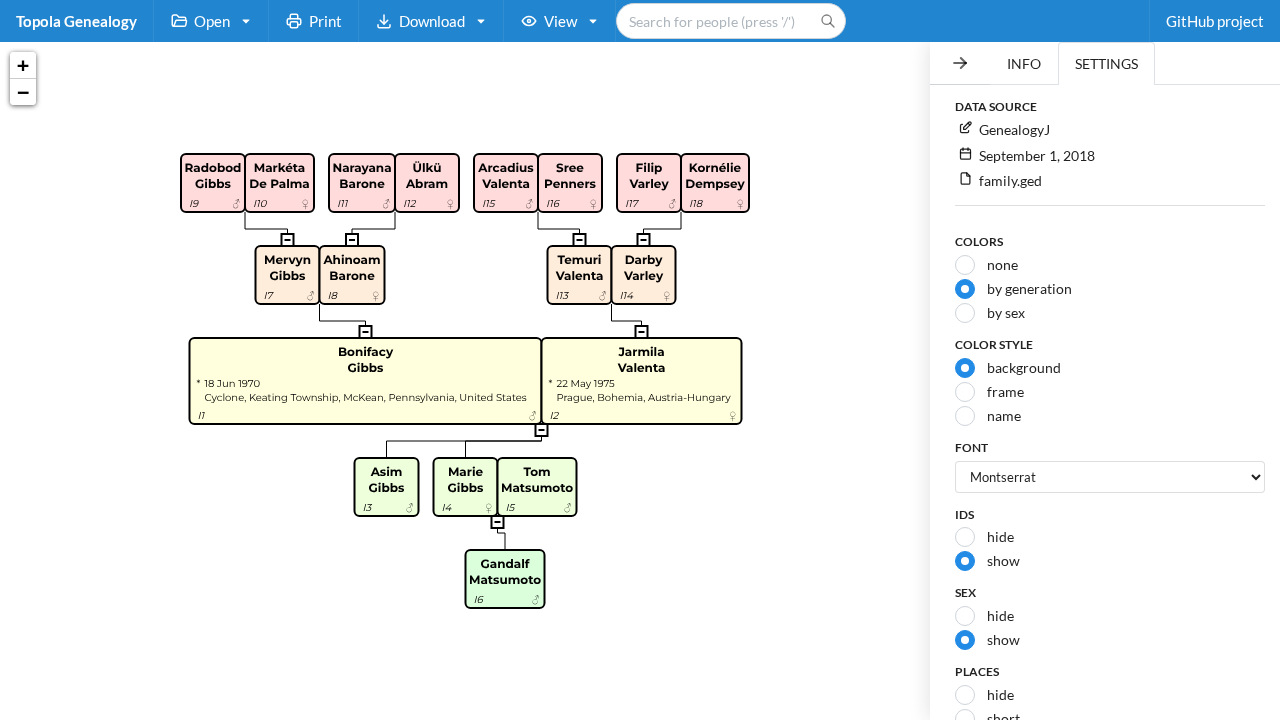 Topola Genealogy
Open
Print
Download
View
Search for people (press '/')
GitHub project
+
−
Radobod
Gibbs
I9 ♂
Markéta
De Palma
I10 ♀
Narayana
Barone
I11 ♂
Ülkü
Abram
I12 ♀
Arcadius
Valenta
I15 ♂
Sree
Penners
I16 ♀
Filip
Varley
I17 ♂
Kornélie
Dempsey
I18 ♀
Mervyn
Gibbs
I7 ♂
Ahinoam
Barone
I8 ♀
Temuri
Valenta
I13 ♂
Darby
Varley
I14 ♀
Bonifacy
Gibbs
* 18 Jun 1970
Cyclone, Keating Township, McKean, Pennsylvania, United States
I1 ♂
Jarmila
Valenta
* 22 May 1975
Prague, Bohemia, Austria-Hungary
I2 ♀
Asim
Gibbs
I3 ♂
Marie
Gibbs
I4 ♀
Tom
Matsumoto
I5 ♂
Gandalf
Matsumoto
I6 ♂
INFO
SETTINGS
DATA SOURCE
GenealogyJ
September 1, 2018
family.ged
COLORS
none
by generation
by sex
COLOR STYLE
background
frame
name
FONT
Montserrat
IDS
hide
show
SEX
hide
show
PLACES
hide
short